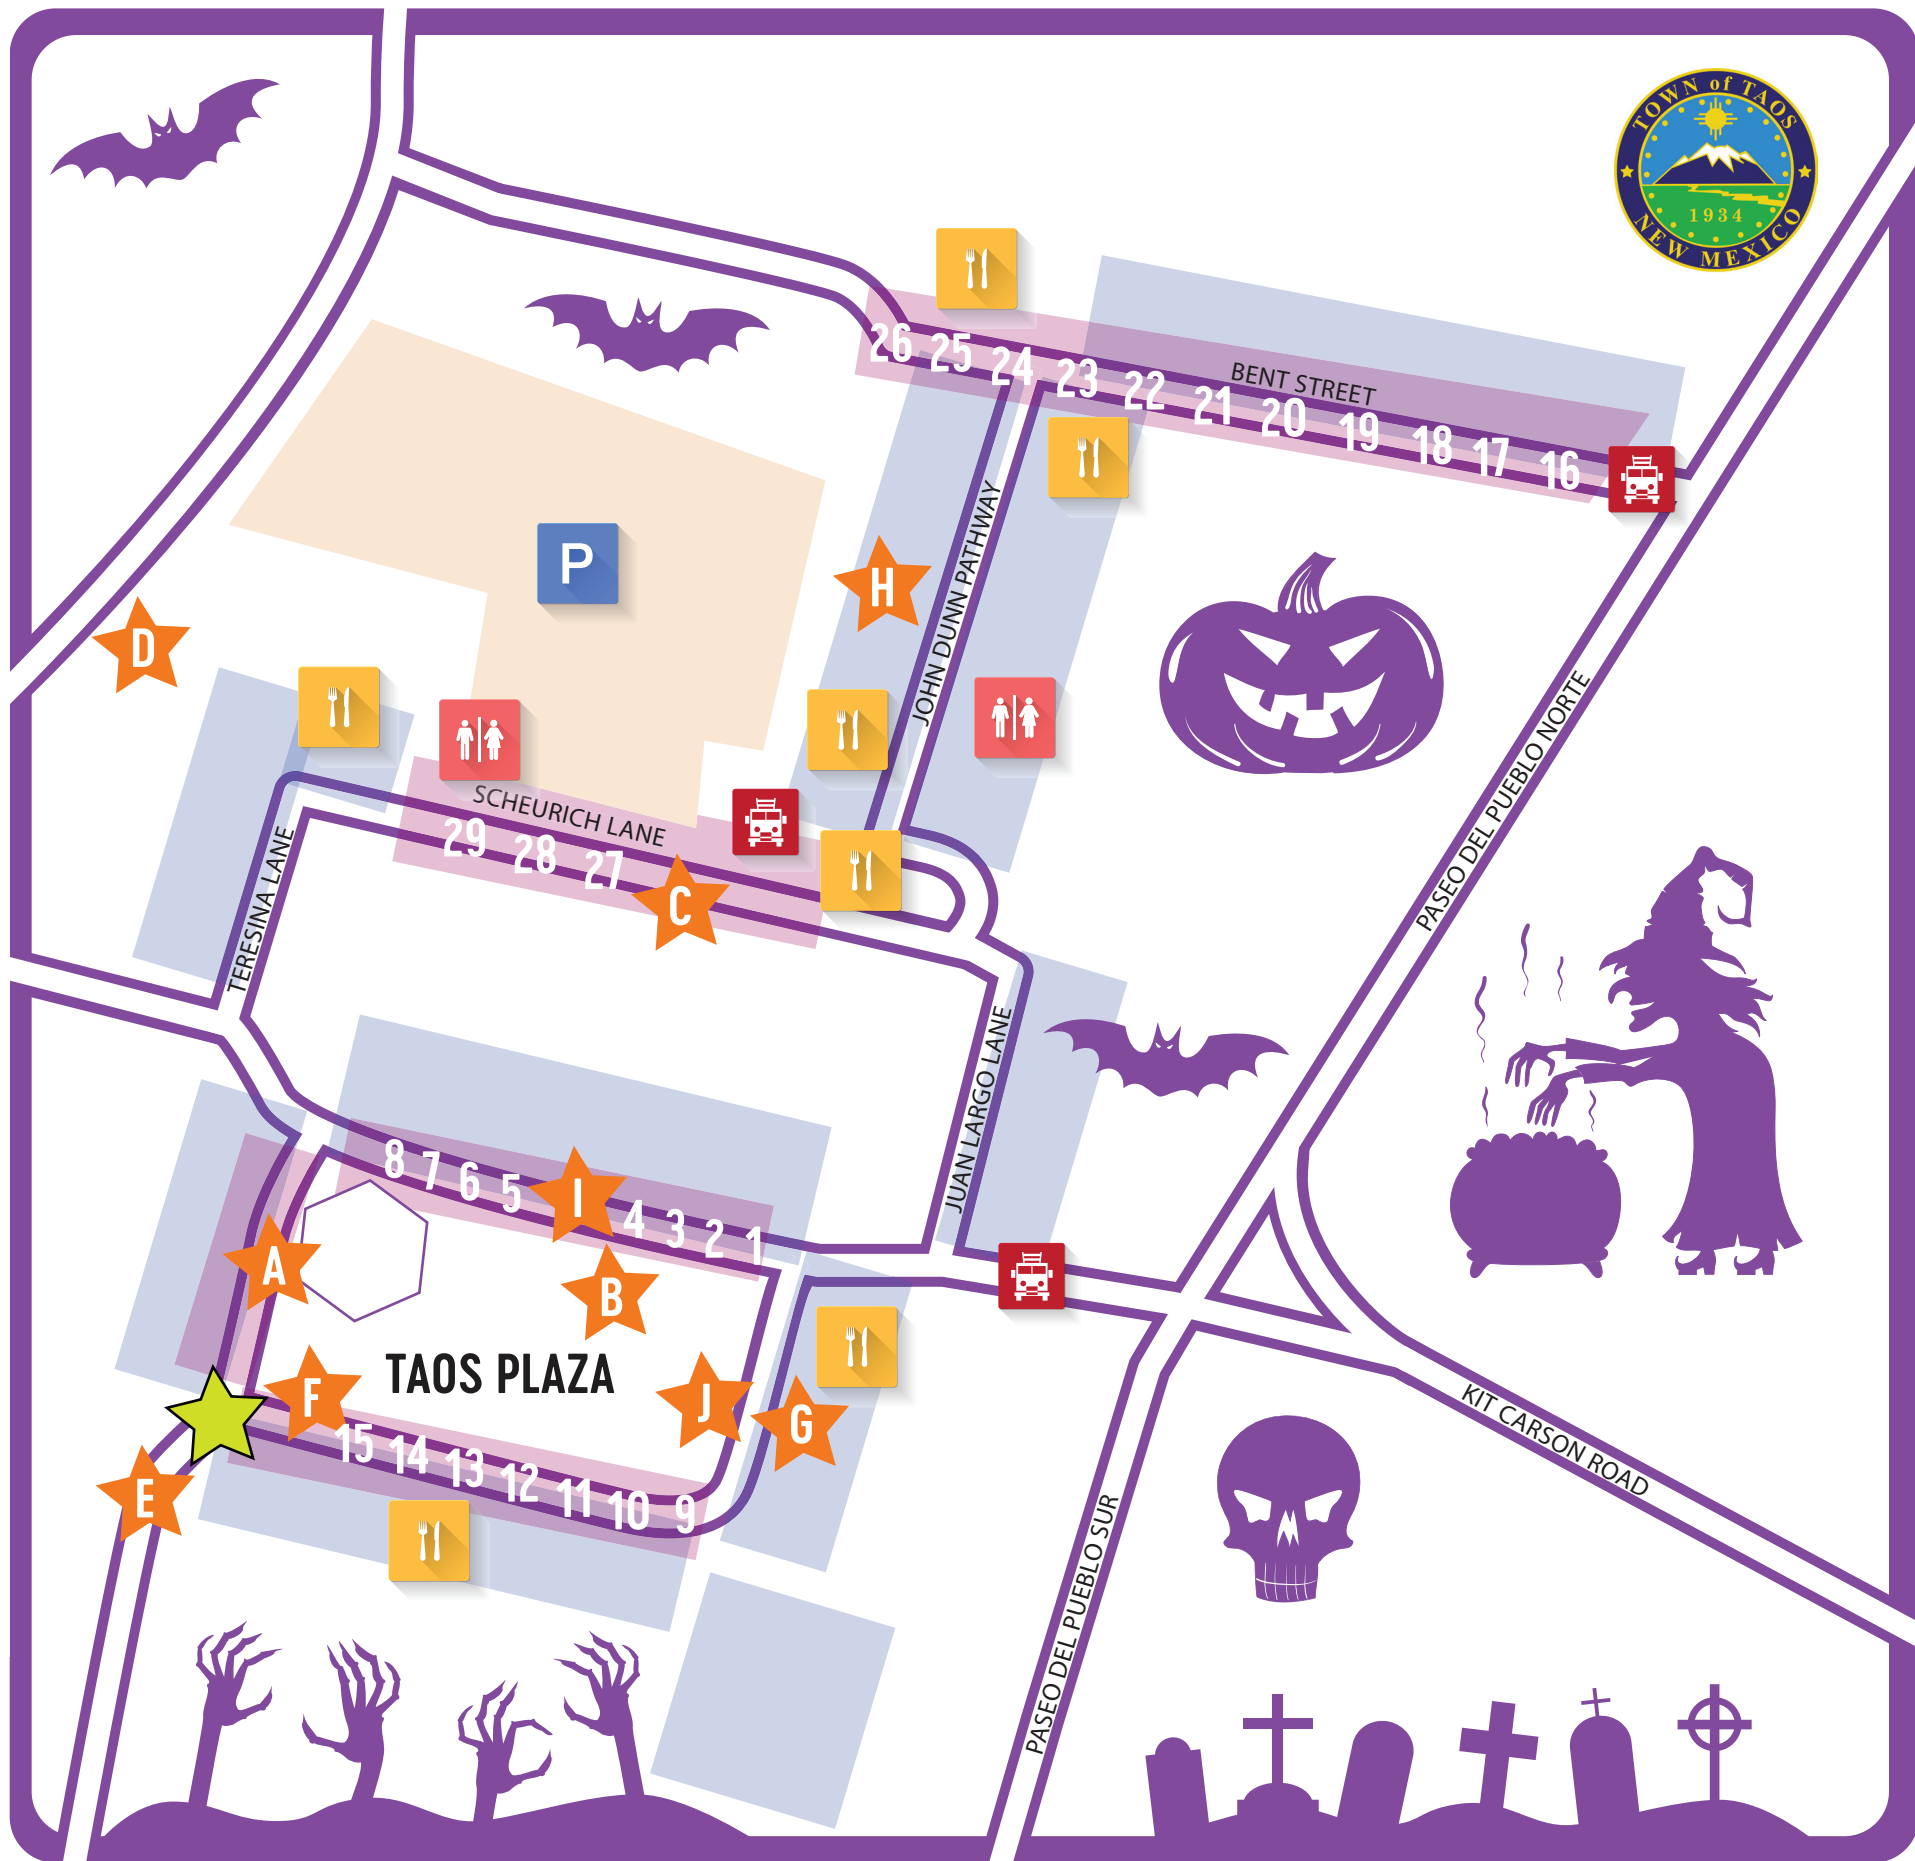 TOWN of TAOS
1934
NEW MEXICO
26 25 24 23 22 21 20 19 18 17 16
BENT STREET
P
H
JOHN DUNN PATHWAY
D
PASEO DEL PUEBLO NORTE
SCHEURICH LANE
29 28 27
C
TERESINA LANE
JUAN LARGO LANE
8 7 6 5 I 4 3 2 1
A
B
TAOS PLAZA
F
J
G
15 14 13 12 11 10 9
E
KIT CARSON ROAD
PASEO DEL PUEBLO SUR